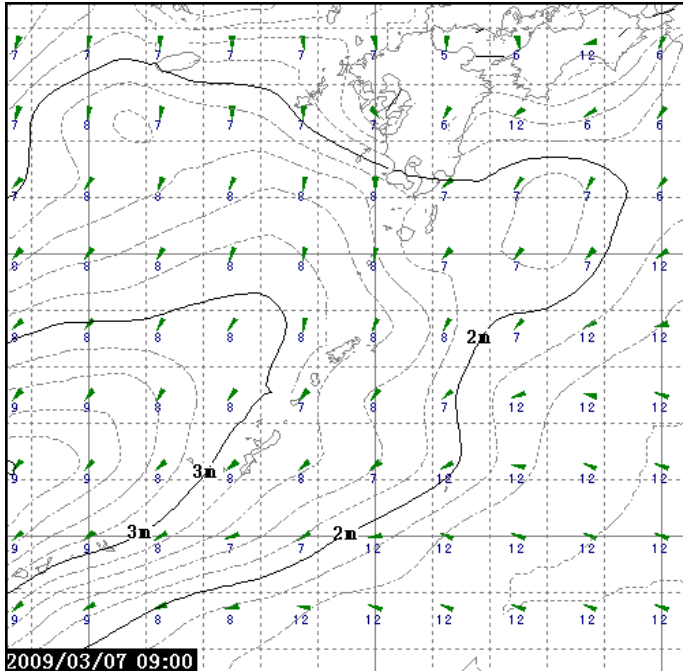 7 7 7 7 7 7 5 6 12 6
7 8 7 7 7 7 6 12 6 6
7 8 8 8 8 8 7 7 7 6
8 8 8 8 8 8 7 7 7 12
8 8 8 8 8 8 8 7 12 12
2m
9 9 8 8 7 8 7 12 12 12
9 9 8 8 8 7 12 12 12 12
3m
3m 2m
9 9 8 7 7 12 12 12 12 12
9 9 8 8 12 12 12 12 12 12
2009/03/07 09:00